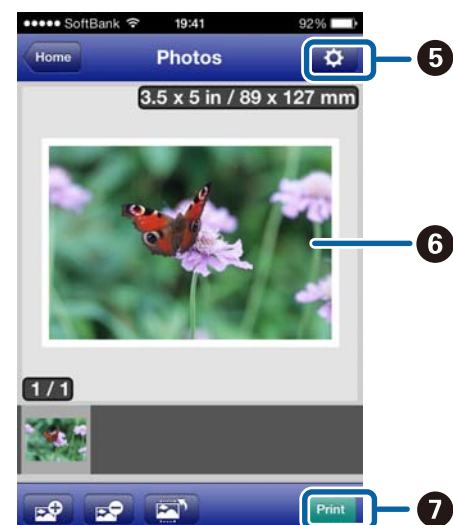 SoftBank 19:41 92%
Home Photos 5
3.5 x 5 in / 89 x 127 mm
6
1 / 1
Print 7